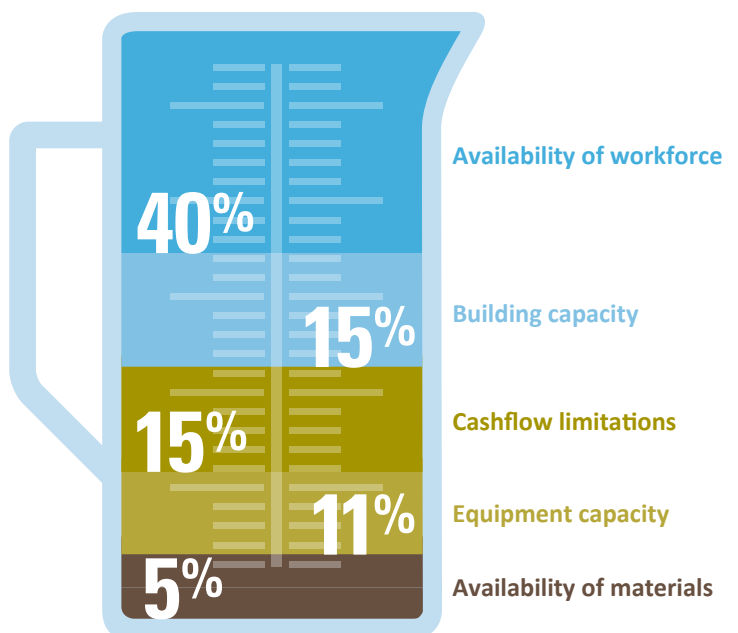 Availability of workforce
40%
Building capacity
15%
Cashflow limitations
15%
Equipment capacity
11%
Availability of materials
5%